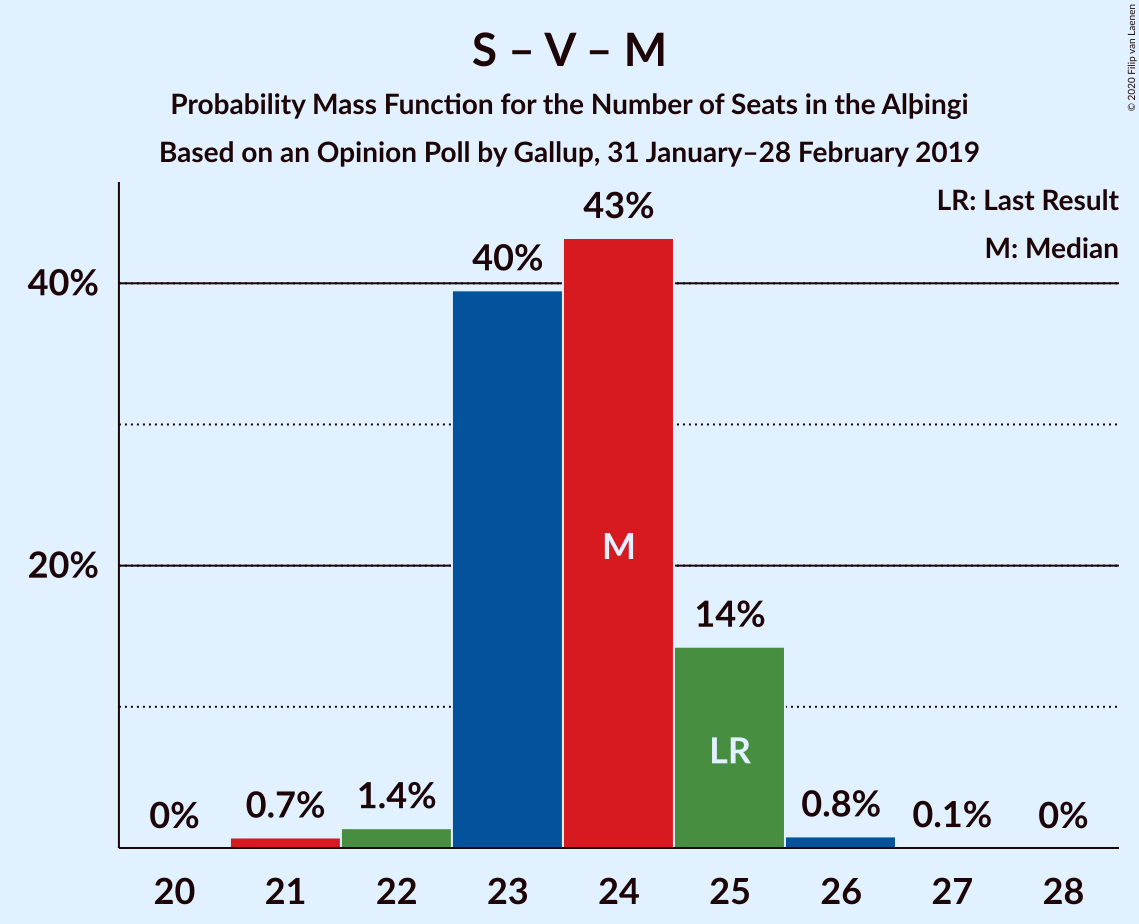 S – V – M
Probability Mass Function for the Number of Seats in the Alþingi
Based on an Opinion Poll by Gallup, 31 January–28 February 2019
© 2020 Filip van Laenen
LR: Last Result
M: Median
43%
40%
40%
M
20%
14%
LR
0%
0.7%
1.4%
0.8%
0.1%
0%
20 21 22 23 24 25 26 27 28